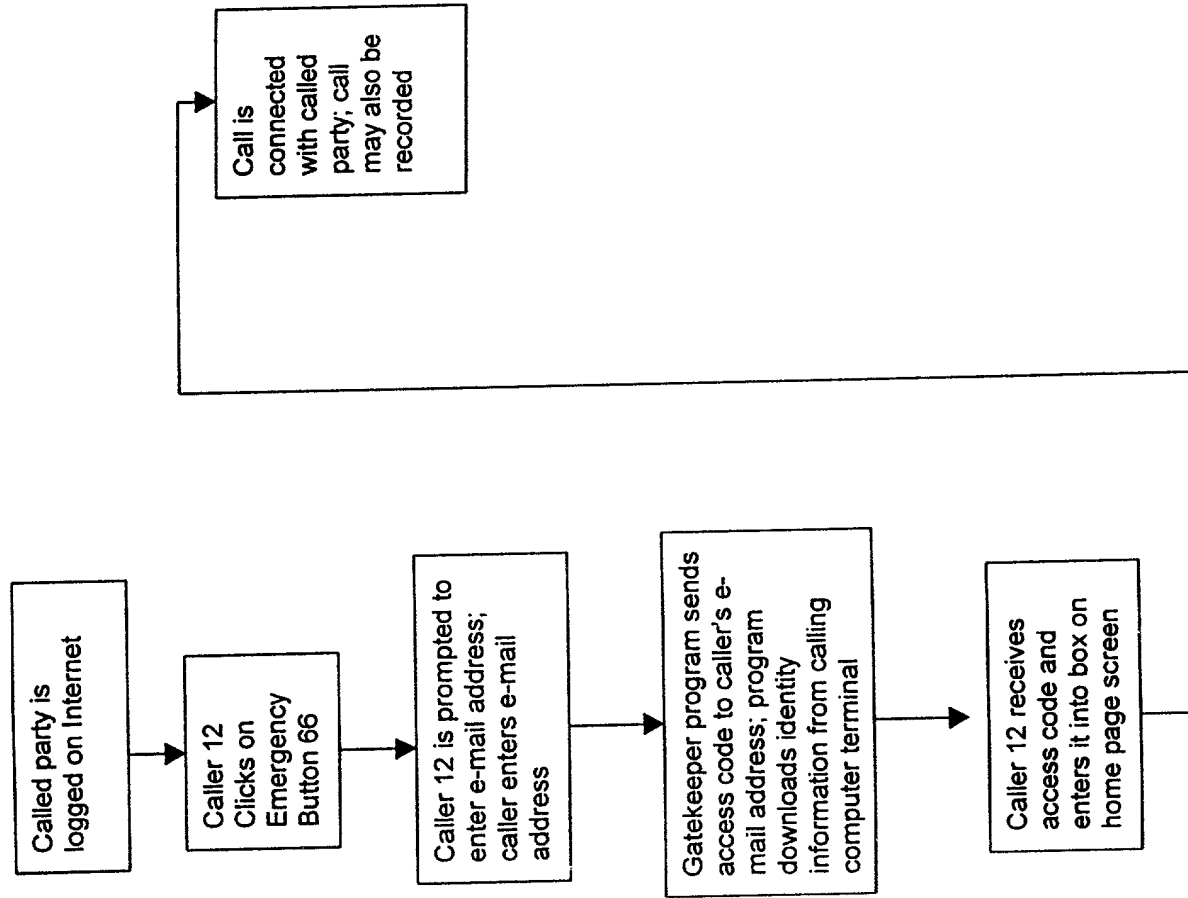 Called party is
logged on Internet
Caller 12
Clicks on
Emergency
Button 66
Caller 12 is prompted to
enter e-mail address;
caller enters e-mail
address
Gatekeeper program sends
access code to caller's e-
mail address; program
downloads identity
information from calling
computer terminal
Caller 12 receives
access code and
enters it into box on
home page screen
Call is
connected
with called
party; call
may also be
recorded